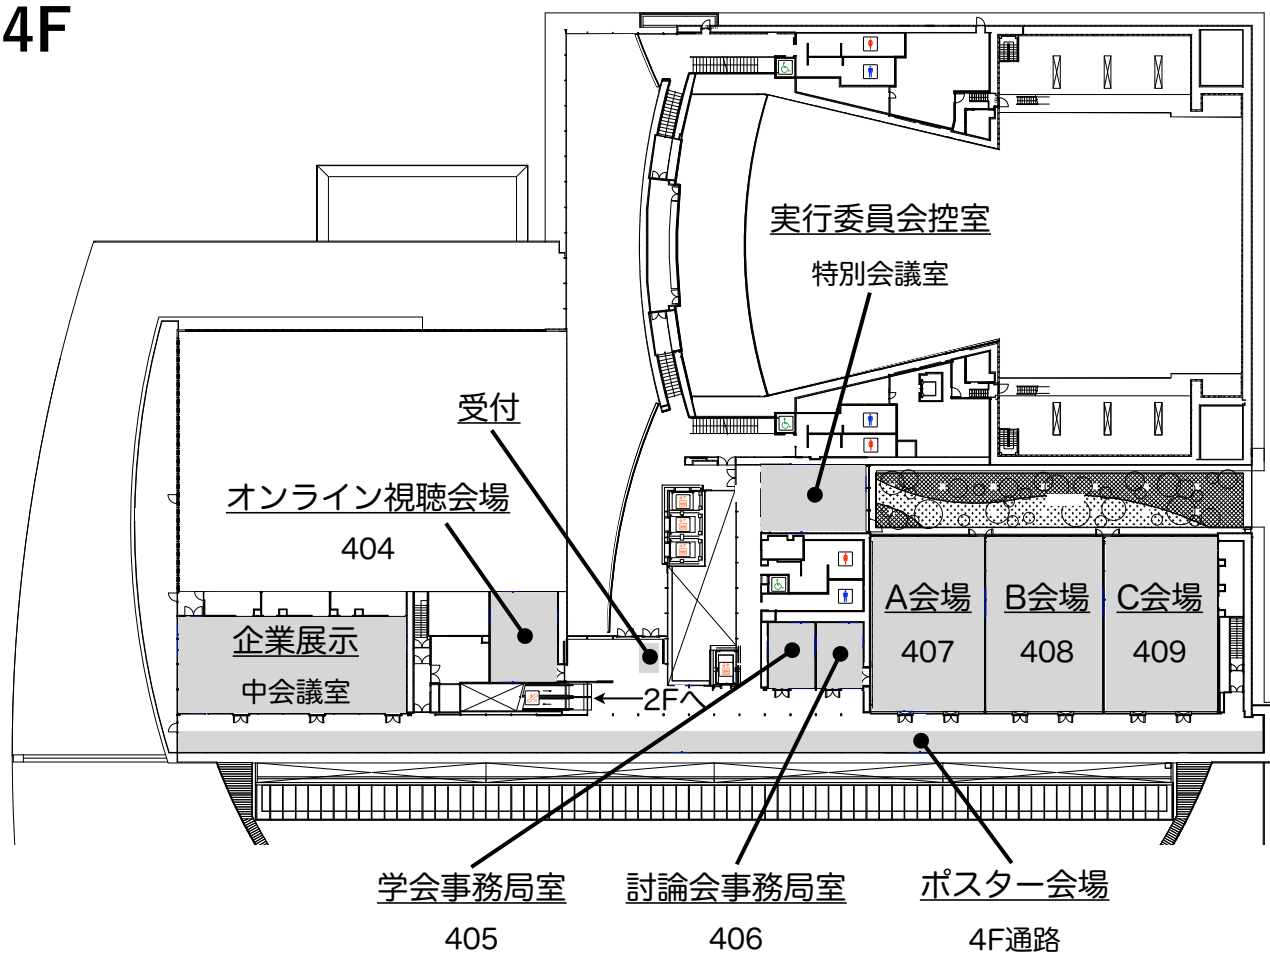 4F
実行委員会控室
特別会議室
受付
オンライン視聴会場
404
企業展示
中会議室
A会場
407
B会場
408
C会場
409
2Fへ
学会事務局室
405
討論会事務局室
406
ポスター会場
4F通路